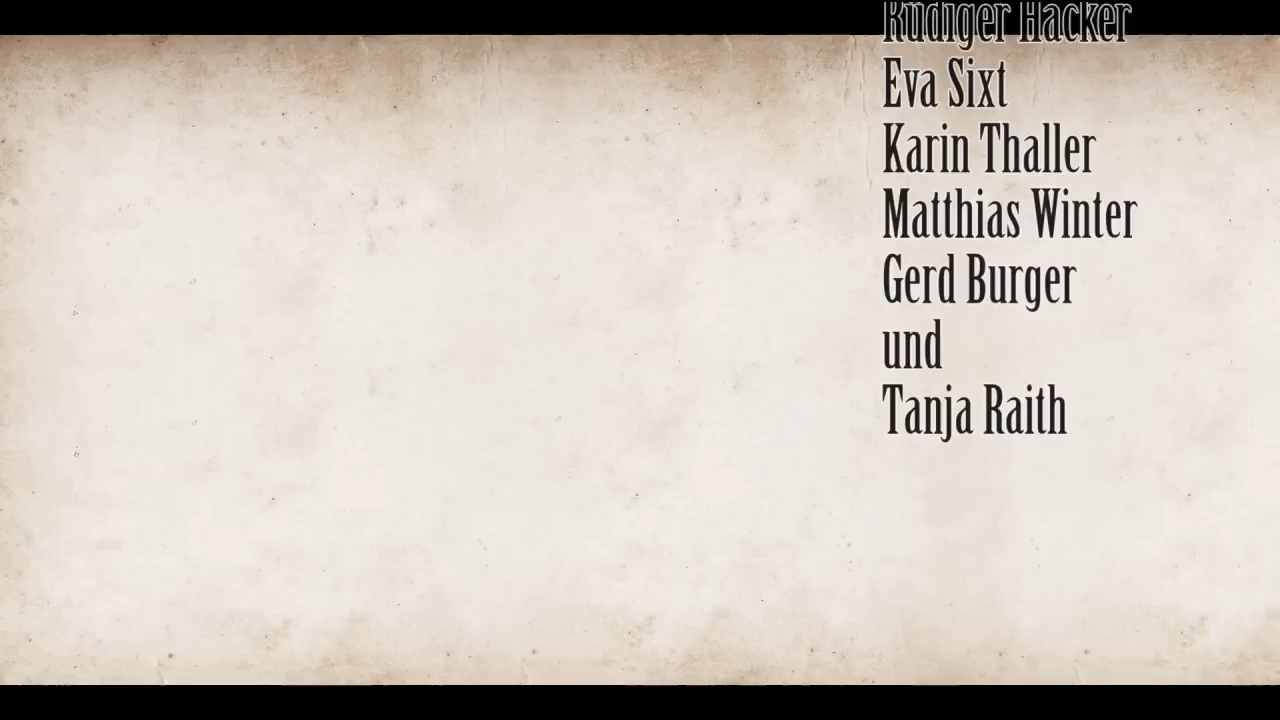 Rüdiger Hacker
Eva Sixt
Karin Thaller
Matthias Winter
Gerd Burger
und
Tanja Raith